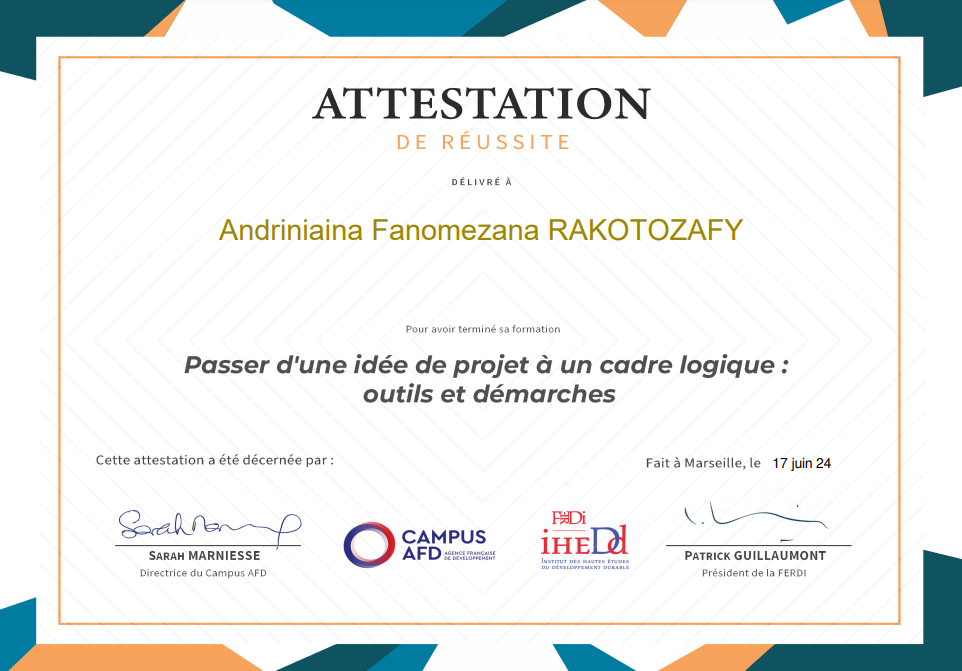 ATTESTATION
DE RÉUSSITE
DÉLIVRÉ À
Andriniaina Fanomezana RAKOTOZAFY
Pour avoir terminé sa formation
Passer d'une idée de projet à un cadre logique :
outils et démarches
Cette attestation a été décernée par :
Fait à Marseille, le 17 juin 24
Sarah Marniesse
SARAH MARNIESSE
Directrice du Campus AFD
CAMPUS
AFD AGENCE FRANÇAISE
DE DÉVELOPPEMENT
FERDi
iHEDd
INSTITUT DES HAUTES ÉTUDES
DU DÉVELOPPEMENT DURABLE
PATRICK GUILLAUMONT
Président de la FERDI